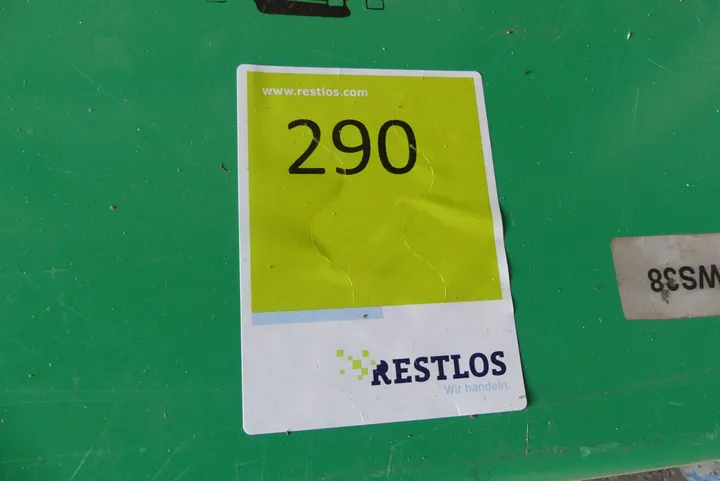 www.restlos.com
290
RESTLOS
Wir handeln.
WS38